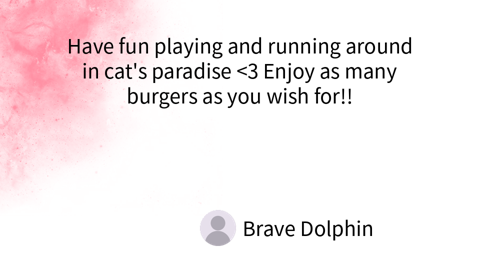 Have fun playing and running around
in cat's paradise <3 Enjoy as many
burgers as you wish for!!
Brave Dolphin